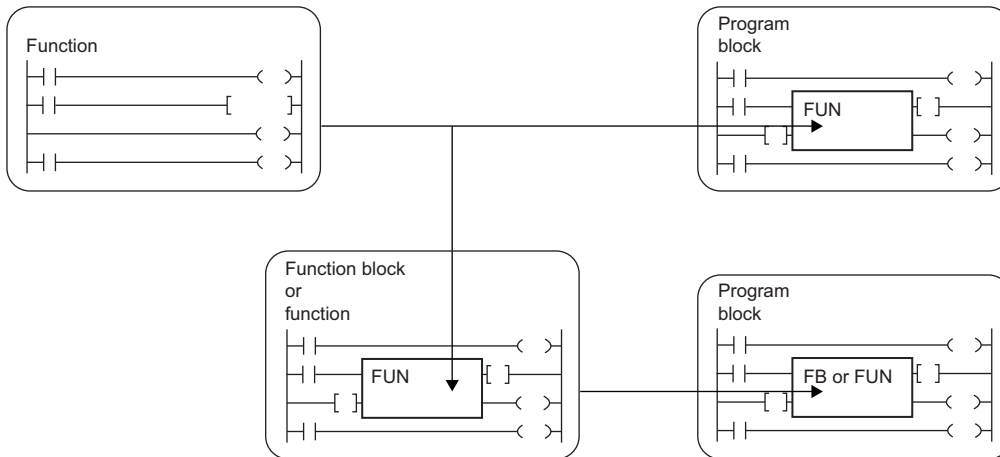 Function
Program
block
FUN
Function block
or
function
FUN
Program
block
FB or FUN